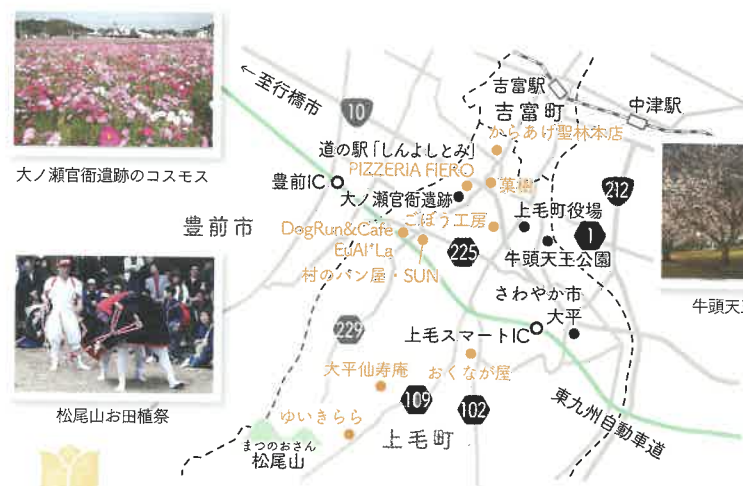 大ノ瀬官衙遺跡のコスモス
松尾山お田植祭
←至行橋市
10
吉富駅
吉富町
中津駅
からあげ聖林本店
道の駅「しんよしとみ」
PIZZERiA FiERO
菓樹
豊前IC
大ノ瀬官衙遺跡
212
豊前市
上毛町役場
ごぼう工房
DogRun&Cafe
EuAl*La
1
225
牛頭天王公園
村のパン屋・SUN
さわやか市
大平
229
上毛スマートIC
大平仙寿庵
おくなが屋
109
102
ゆいきらら
東九州自動車道
上毛町
まつのおさん
松尾山
牛頭天王